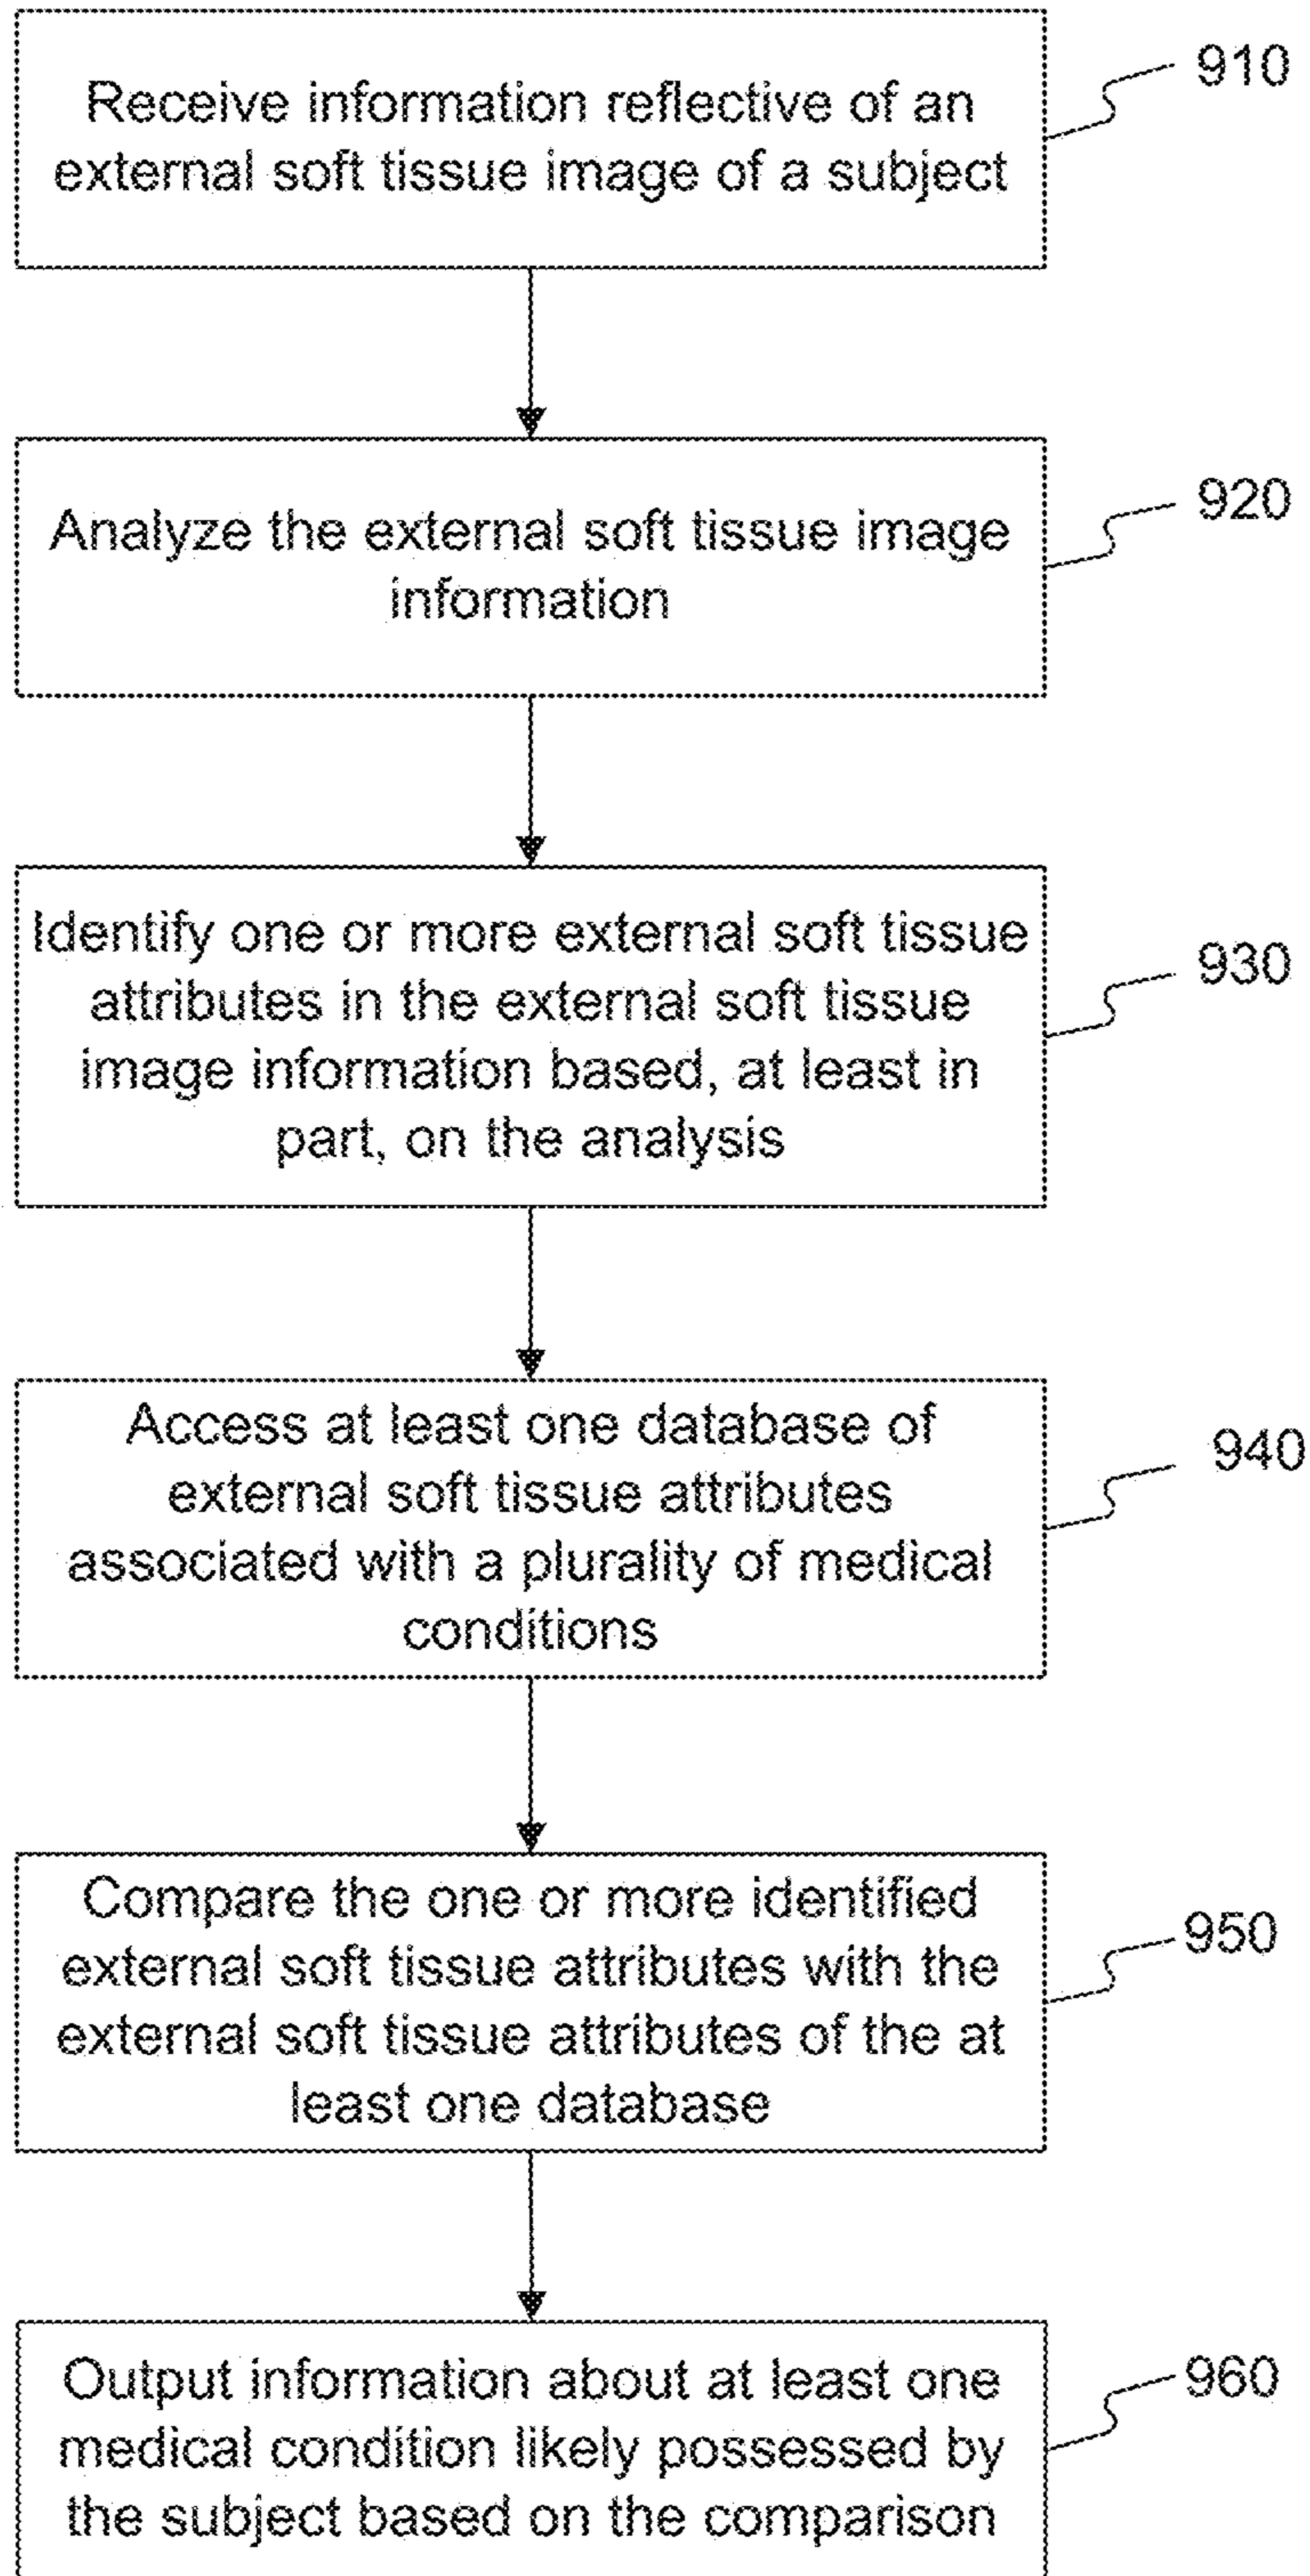 Receive information reflective of an
external soft tissue image of a subject
910
Analyze the external soft tissue image
information
920
Identify one or more external soft tissue
attributes in the external soft tissue
image information based, at least in
part, on the analysis
930
Access at least one database of
external soft tissue attributes
associated with a plurality of medical
conditions
940
Compare the one or more identified
external soft tissue attributes with the
external soft tissue attributes of the at
least one database
950
Output information about at least one
medical condition likely possessed by
the subject based on the comparison
960